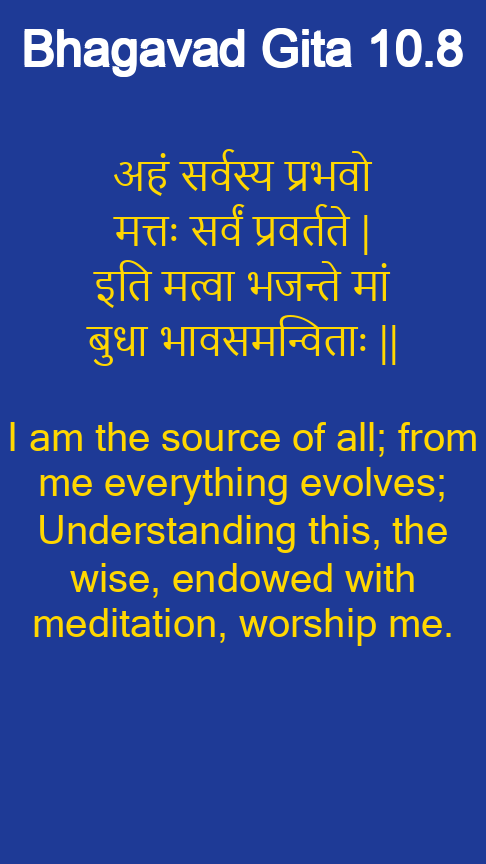 Bhagavad Gita 10.8
अहं सर्वस्य प्रभवो
मत्तः सर्वं प्रवर्तते |
इति मत्वा भजन्ते मां
बुधा भावसमन्विताः ||
I am the source of all; from
me everything evolves;
Understanding this, the
wise, endowed with
meditation, worship me.